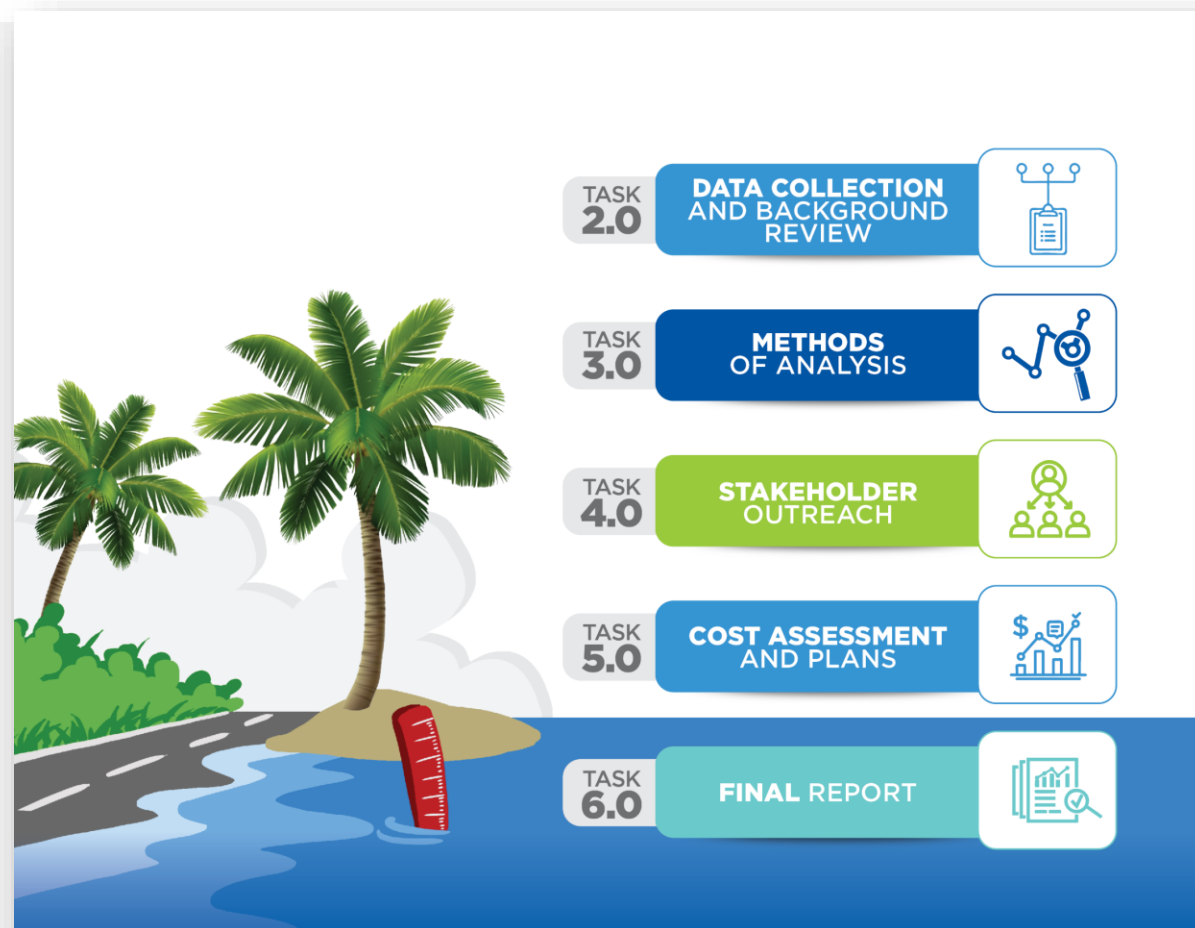 TASK
2.0
DATA COLLECTION
AND BACKGROUND
REVIEW
TASK
3.0
METHODS
OF ANALYSIS
TASK
4.0
STAKEHOLDER
OUTREACH
TASK
5.0
COST ASSESSMENT
AND PLANS
$
TASK
6.0
FINAL REPORT